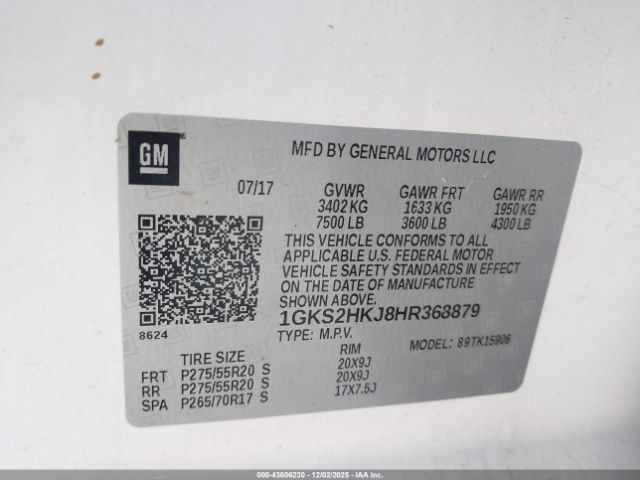 GM
MFD BY GENERAL MOTORS LLC
07/17 GVWR GAWR FRT GAWR RR
3402 KG 1633 KG 1950 KG
7500 LB 3600 LB 4300 LB
THIS VEHICLE CONFORMS TO ALL
APPLICABLE U.S. FEDERAL MOTOR
VEHICLE SAFETY STANDARDS IN EFFECT
ON THE DATE OF MANUFACTURE
SHOWN ABOVE.
1GKS2HKJ8HR368879
8624 TYPE: M.P.V. MODEL: 89TK15906
TIRE SIZE RIM
FRT P275/55R20 S 20X9J
RR P275/55R20 S 20X9J
SPA P265/70R17 S 17X7.5J
000-43806230 - 12/02/2025 - IAA, Inc.